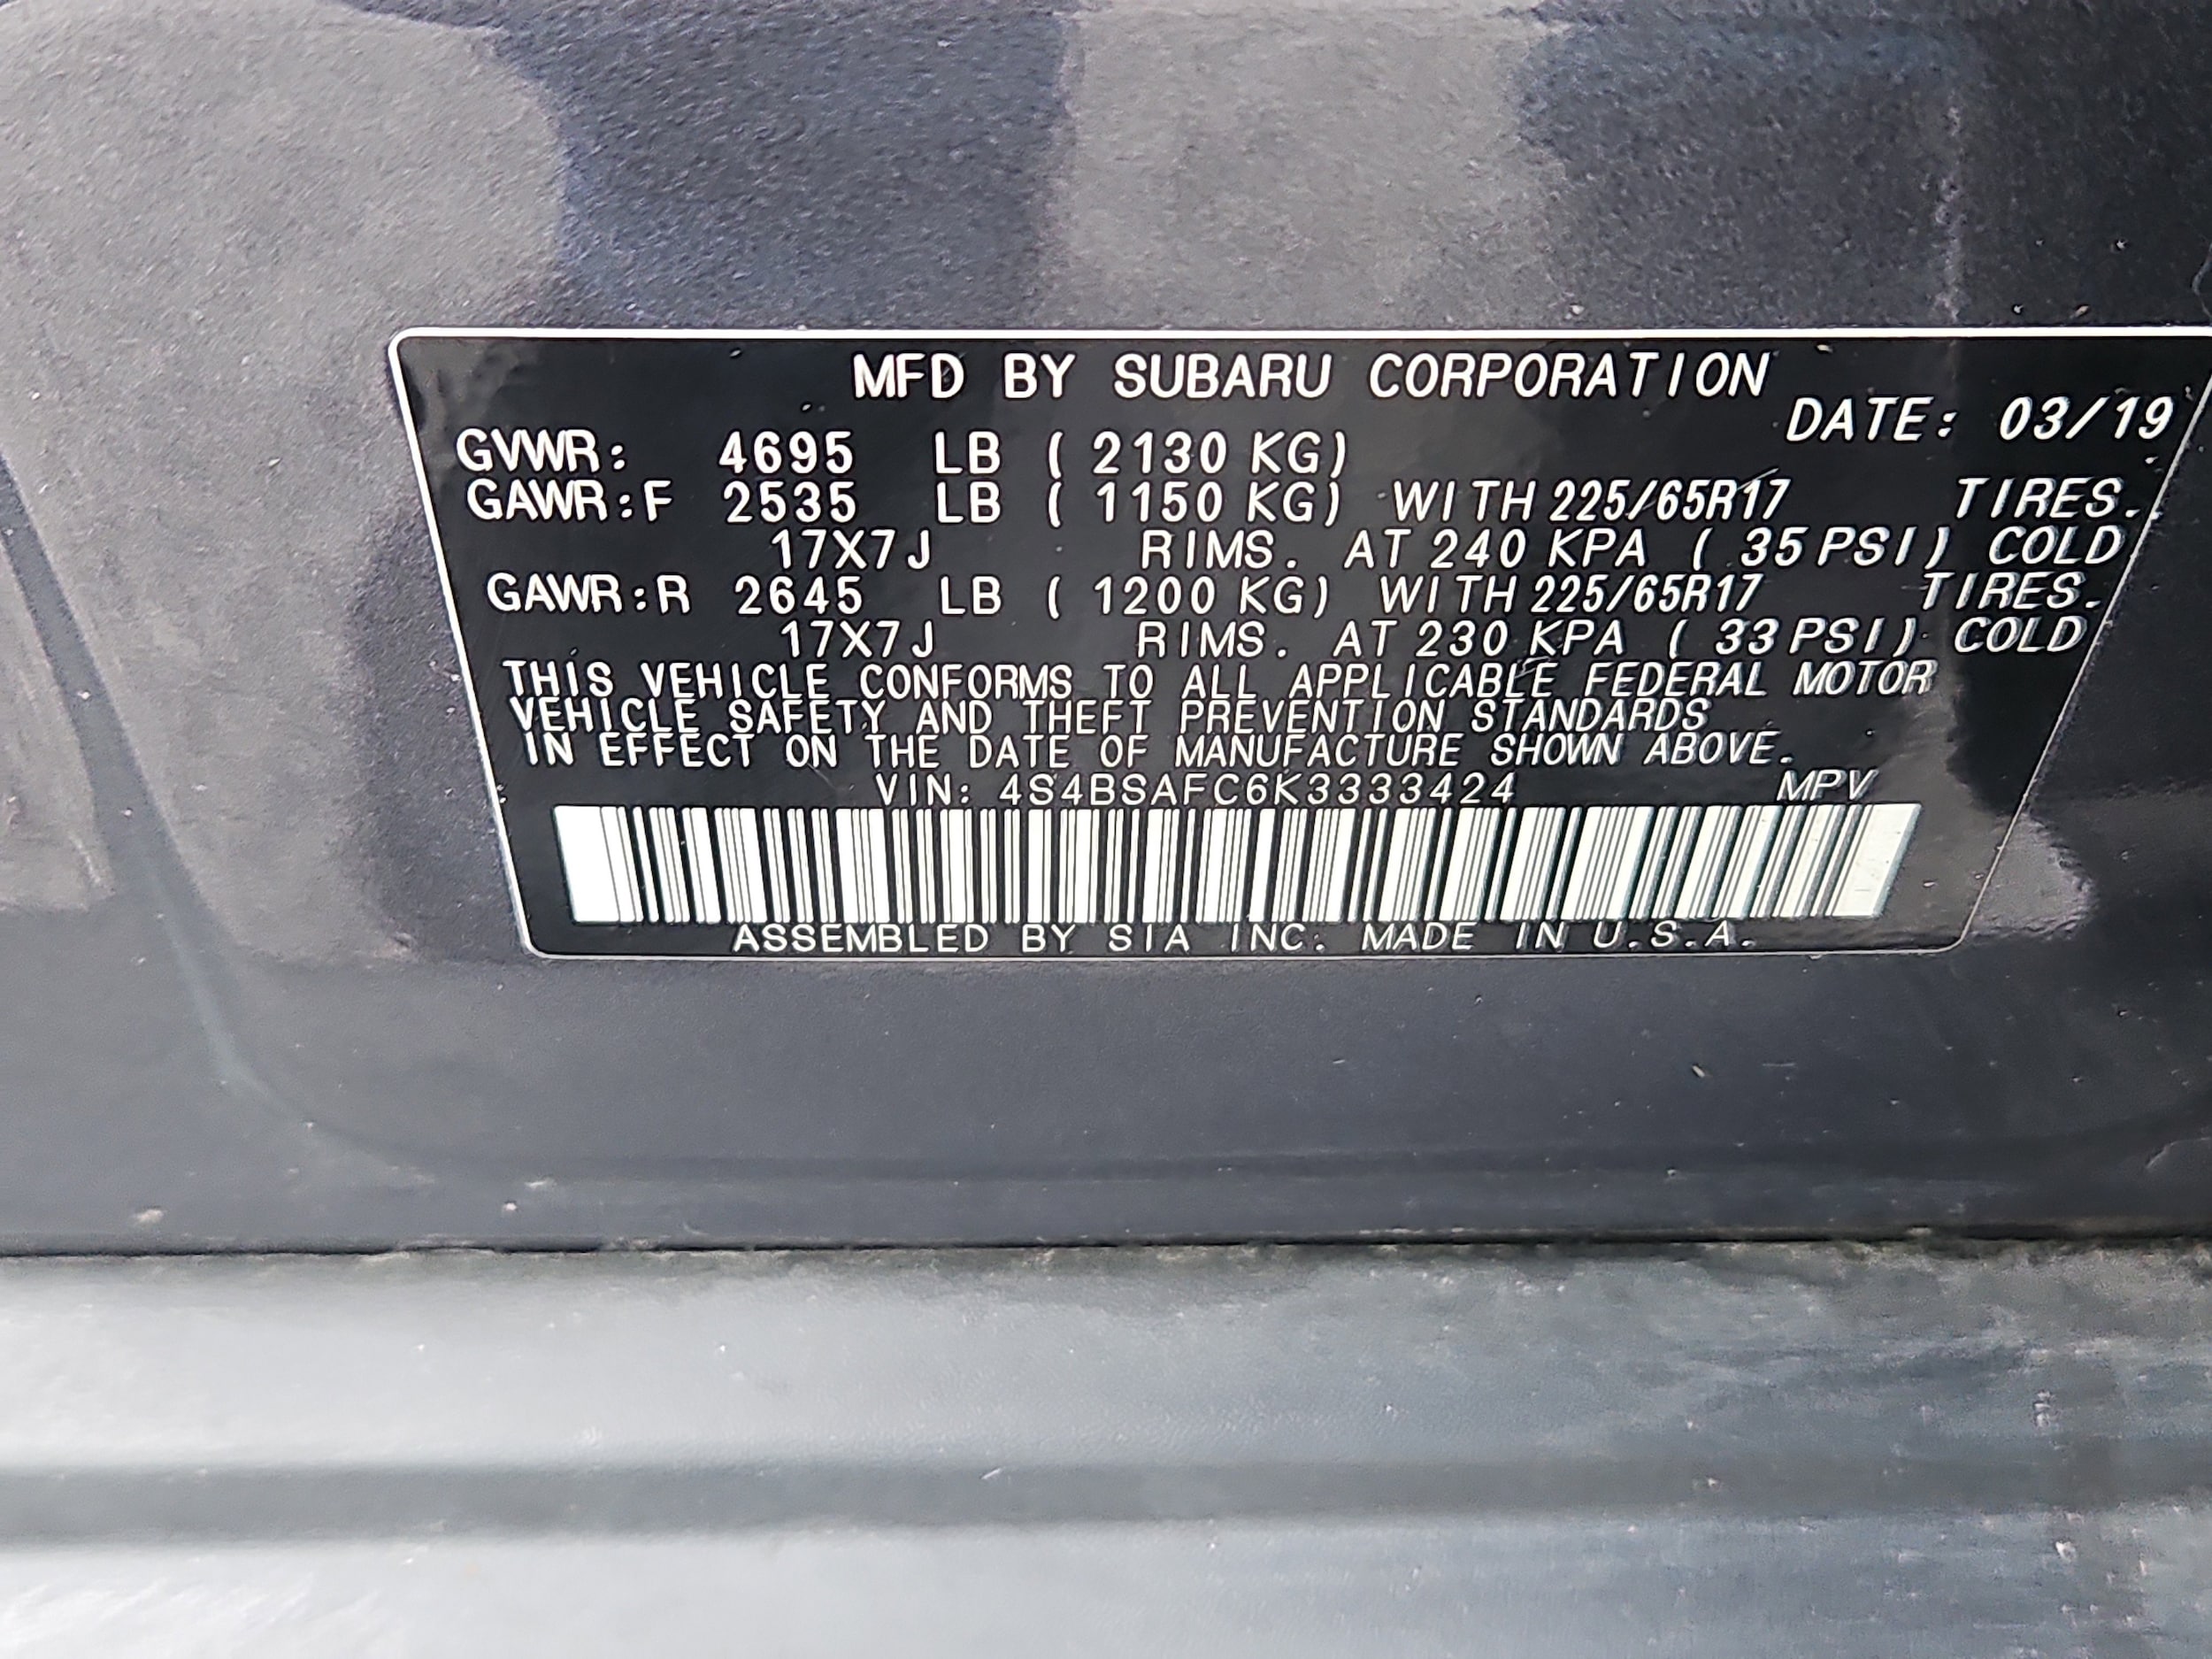 MFD BY SUBARU CORPORATION
DATE: 03/19
GVWR: 4695 LB ( 2130 KG)
GAWR:F 2535 LB ( 1150 KG) WITH 225/65R17 TIRES.
17X7J RIMS. AT 240 KPA ( 35 PSI) COLD
GAWR:R 2645 LB ( 1200 KG) WITH 225/65R17 TIRES.
17X7J RIMS. AT 230 KPA ( 33 PSI) COLD
THIS VEHICLE CONFORMS TO ALL APPLICABLE FEDERAL MOTOR
VEHICLE SAFETY AND THEFT PREVENTION STANDARDS
IN EFFECT ON THE DATE OF MANUFACTURE SHOWN ABOVE.
VIN: 4S4BSAFC6K3333424 MPV
ASSEMBLED BY SIA INC. MADE IN U.S.A.